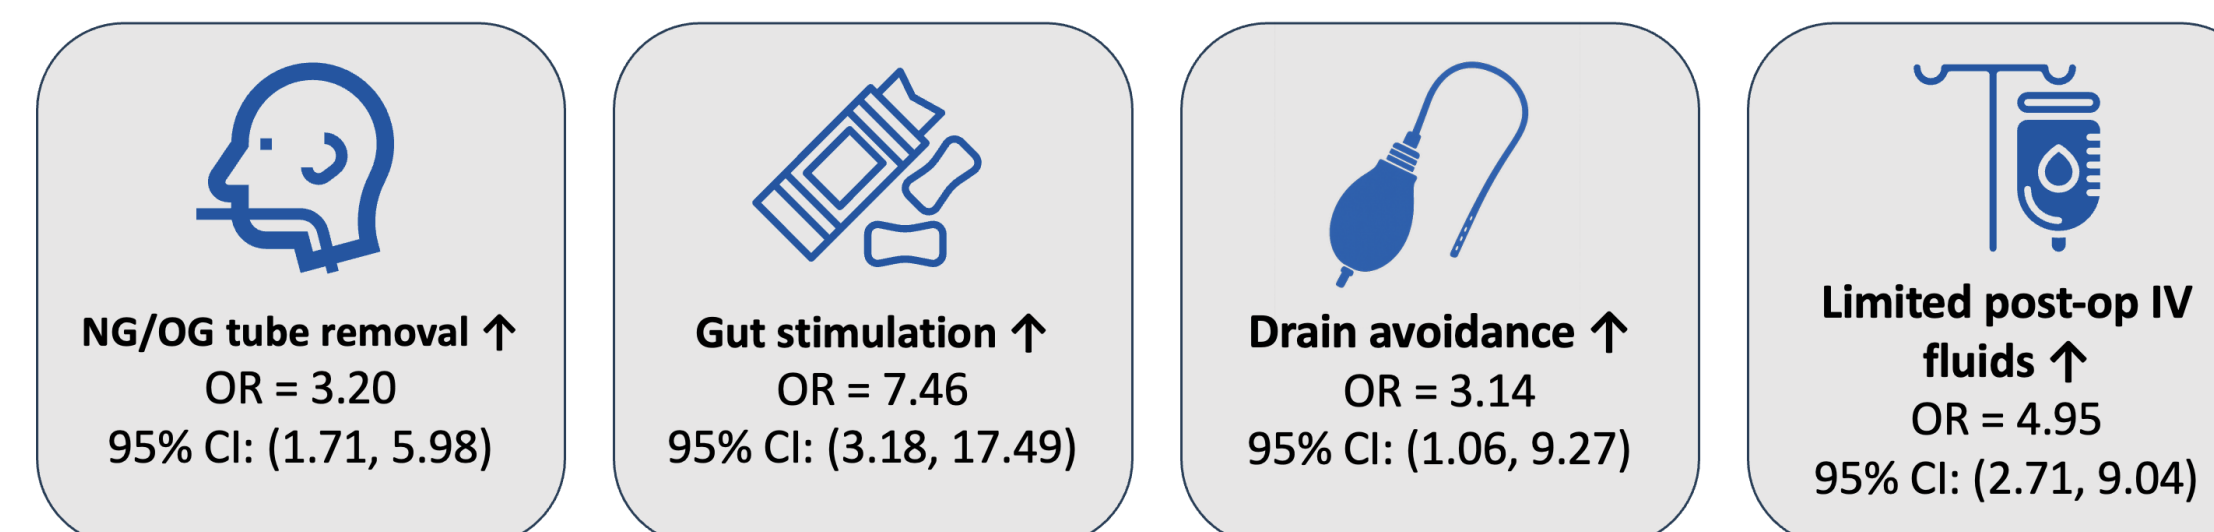 NG/OG tube removal ↑
OR = 3.20
95% CI: (1.71, 5.98)
Gut stimulation ↑
OR = 7.46
95% CI: (3.18, 17.49)
Drain avoidance ↑
OR = 3.14
95% CI: (1.06, 9.27)
Limited post-op IV
fluids ↑
OR = 4.95
95% CI: (2.71, 9.04)